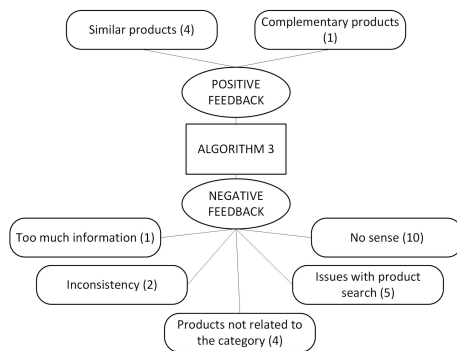 Similar products (4)
Complementary products
(1)
POSITIVE
FEEDBACK
ALGORITHM 3
NEGATIVE
FEEDBACK
Too much information (1)
No sense (10)
Inconsistency (2)
Issues with product
search (5)
Products not related to
the category (4)